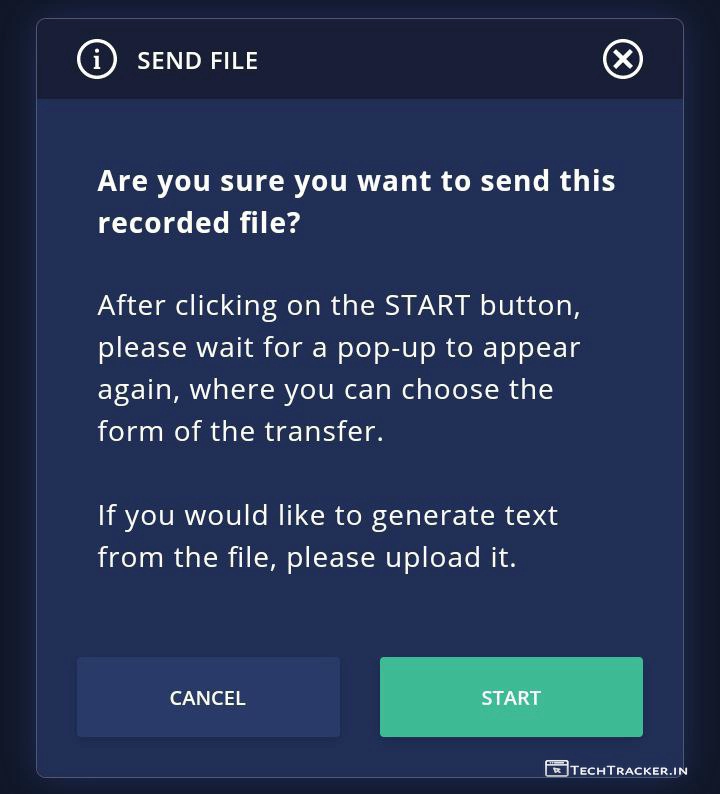 SEND FILE
Are you sure you want to send this
recorded file?
After clicking on the START button,
please wait for a pop-up to appear
again, where you can choose the
form of the transfer.
If you would like to generate text
from the file, please upload it.
CANCEL
START
TECHTRACKER.IN